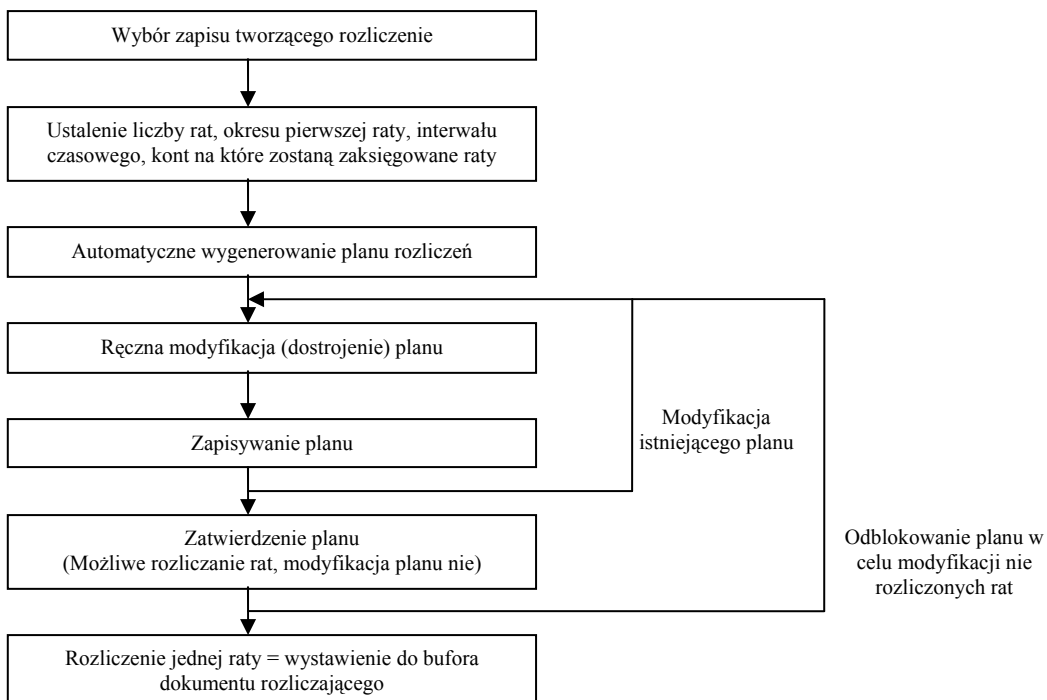 Wybór zapisu tworzącego rozliczenie
Ustalenie liczby rat, okresu pierwszej raty, interwału
czasowego, kont na które zostaną zaksięgowane raty
Automatyczne wygenerowanie planu rozliczeń
Ręczna modyfikacja (dostrojenie) planu
Zapisywanie planu
Modyfikacja
istniejącego planu
Zatwierdzenie planu
(Możliwe rozliczanie rat, modyfikacja planu nie)
Odblokowanie planu w
celu modyfikacji nie
rozliczonych rat
Rozliczenie jednej raty = wystawienie do bufora
dokumentu rozliczającego